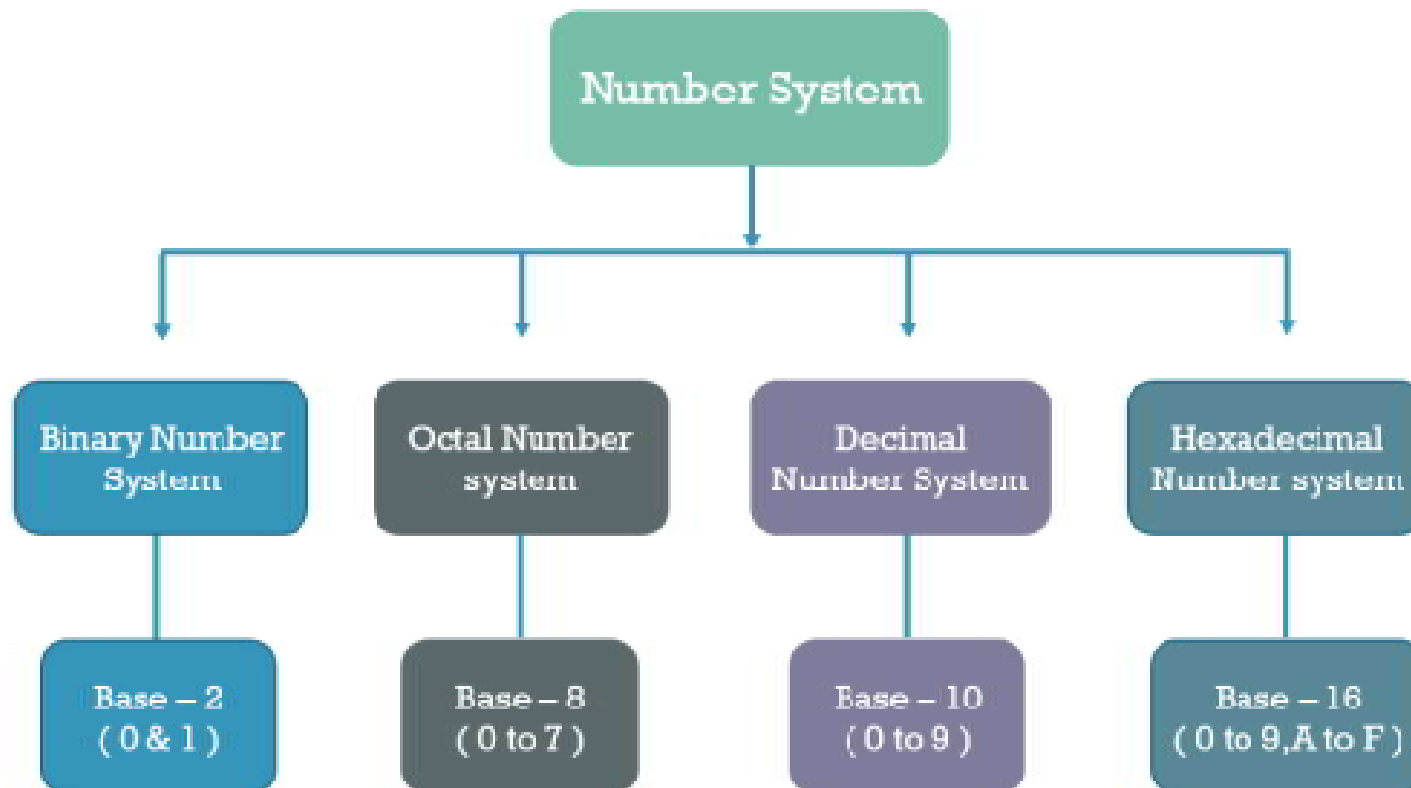 Number System
Binary Number
System
Octal Number
system
Decimal
Number System
Hexadecimal
Number system
Base – 2
( 0 & 1 )
Base – 8
( 0 to 7 )
Base – 10
( 0 to 9 )
Base – 16
( 0 to 9,A to F )